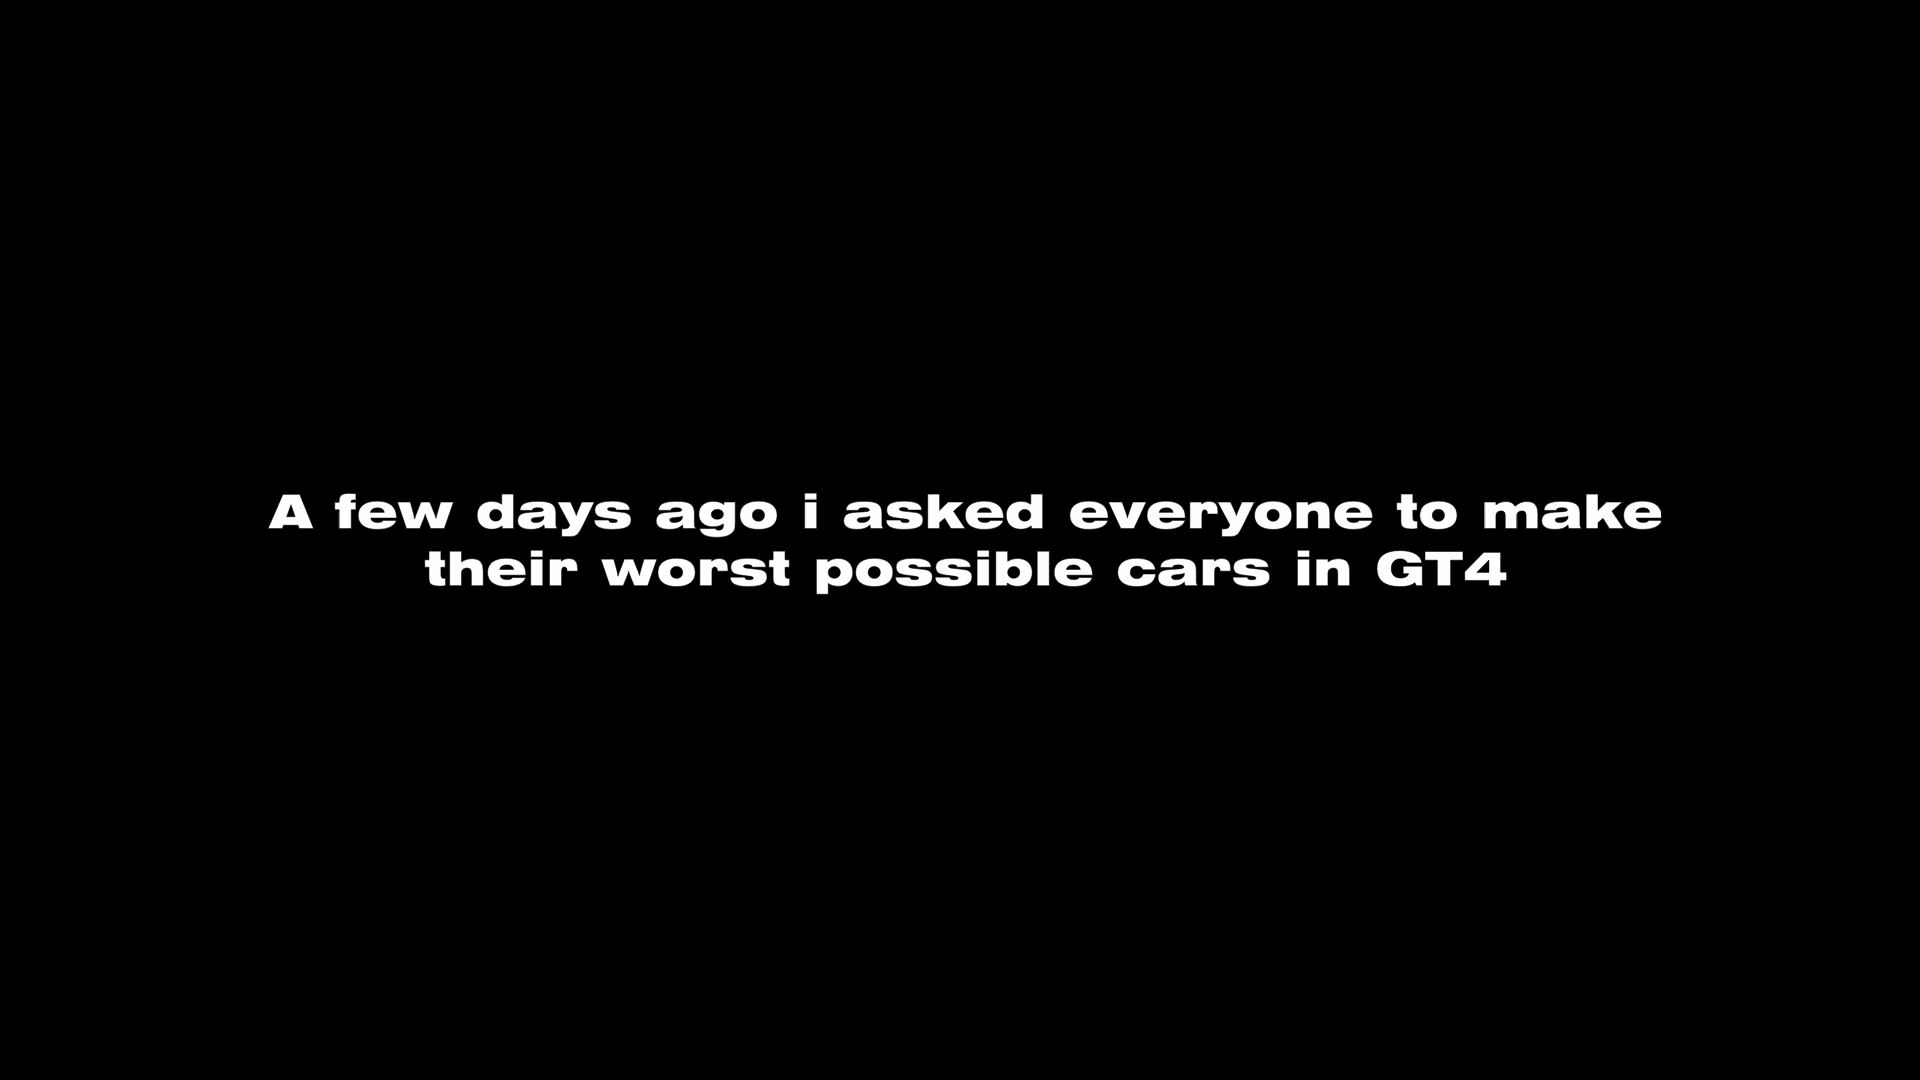 A few days ago i asked everyone to make
their worst possible cars in GT4